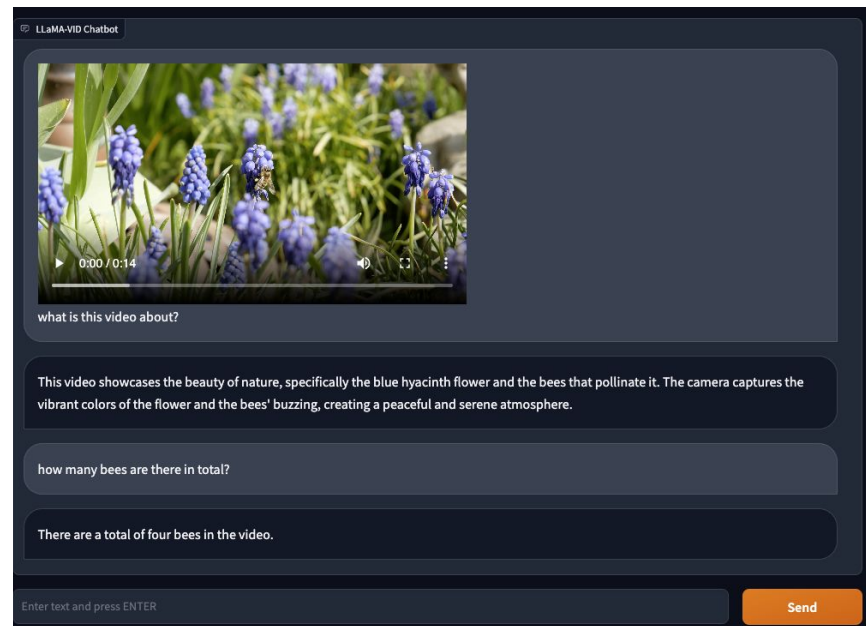 LLaMA-VID Chatbot
0:00 / 0:14
what is this video about?
This video showcases the beauty of nature, specifically the blue hyacinth flower and the bees that pollinate it. The camera captures the
vibrant colors of the flower and the bees' buzzing, creating a peaceful and serene atmosphere.
how many bees are there in total?
There are a total of four bees in the video.
Enter text and press ENTER
Send